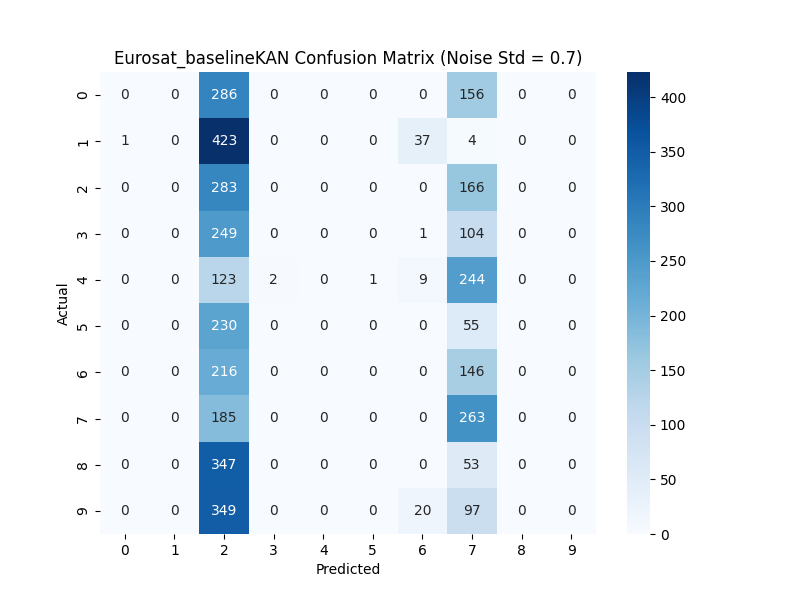 Eurosat_baselineKAN Confusion Matrix (Noise Std = 0.7)
0 0 0 286 0 0 0 0 156 0 0
1 1 0 423 0 0 0 37 4 0 0
2 0 0 283 0 0 0 0 166 0 0
3 0 0 249 0 0 0 1 104 0 0
4 0 0 123 2 0 1 9 244 0 0
5 0 0 230 0 0 0 0 55 0 0
6 0 0 216 0 0 0 0 146 0 0
7 0 0 185 0 0 0 0 263 0 0
8 0 0 347 0 0 0 0 53 0 0
9 0 0 349 0 0 0 20 97 0 0
0 1 2 3 4 5 6 7 8 9
Predicted
Actual
400
350
300
250
200
150
100
50
0